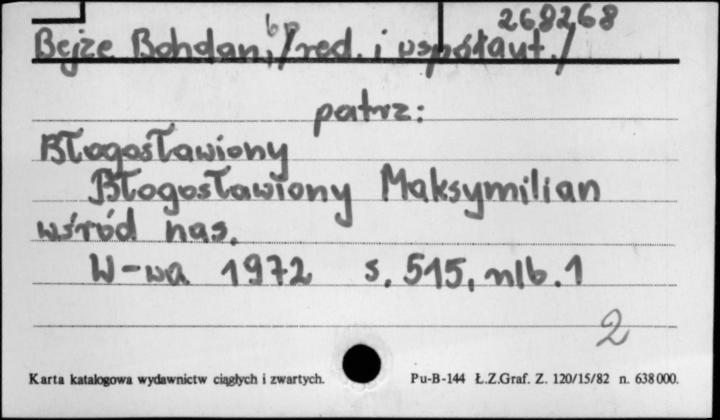 268268
Bejze Bohdan, bp /red. i współaut./
patrz:
Błogosławiony
Błogosławiony Maksymilian
wśród nas.
W-wa 1972 s. 515, nlb. 1
2
Karta katalogowa wydawnictw ciągłych i zwartych. Pu-B-144 Ł.Z.Graf. Z. 120/15/82 n. 638000.